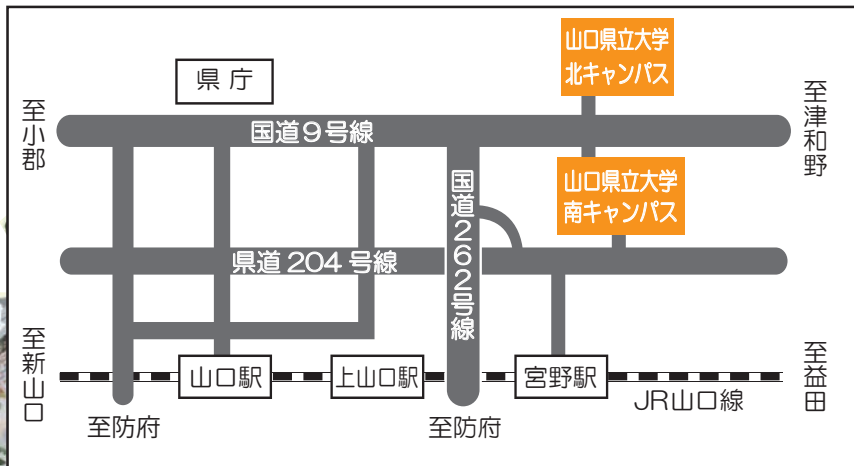 山口県立大学
北キャンパス
県庁
至小郡
国道9号線
至津和野
山口県立大学
南キャンパス
国道262号線
県道204号線
至新山口
山口駅
上山口駅
宮野駅
至益田
JR山口線
至防府
至防府